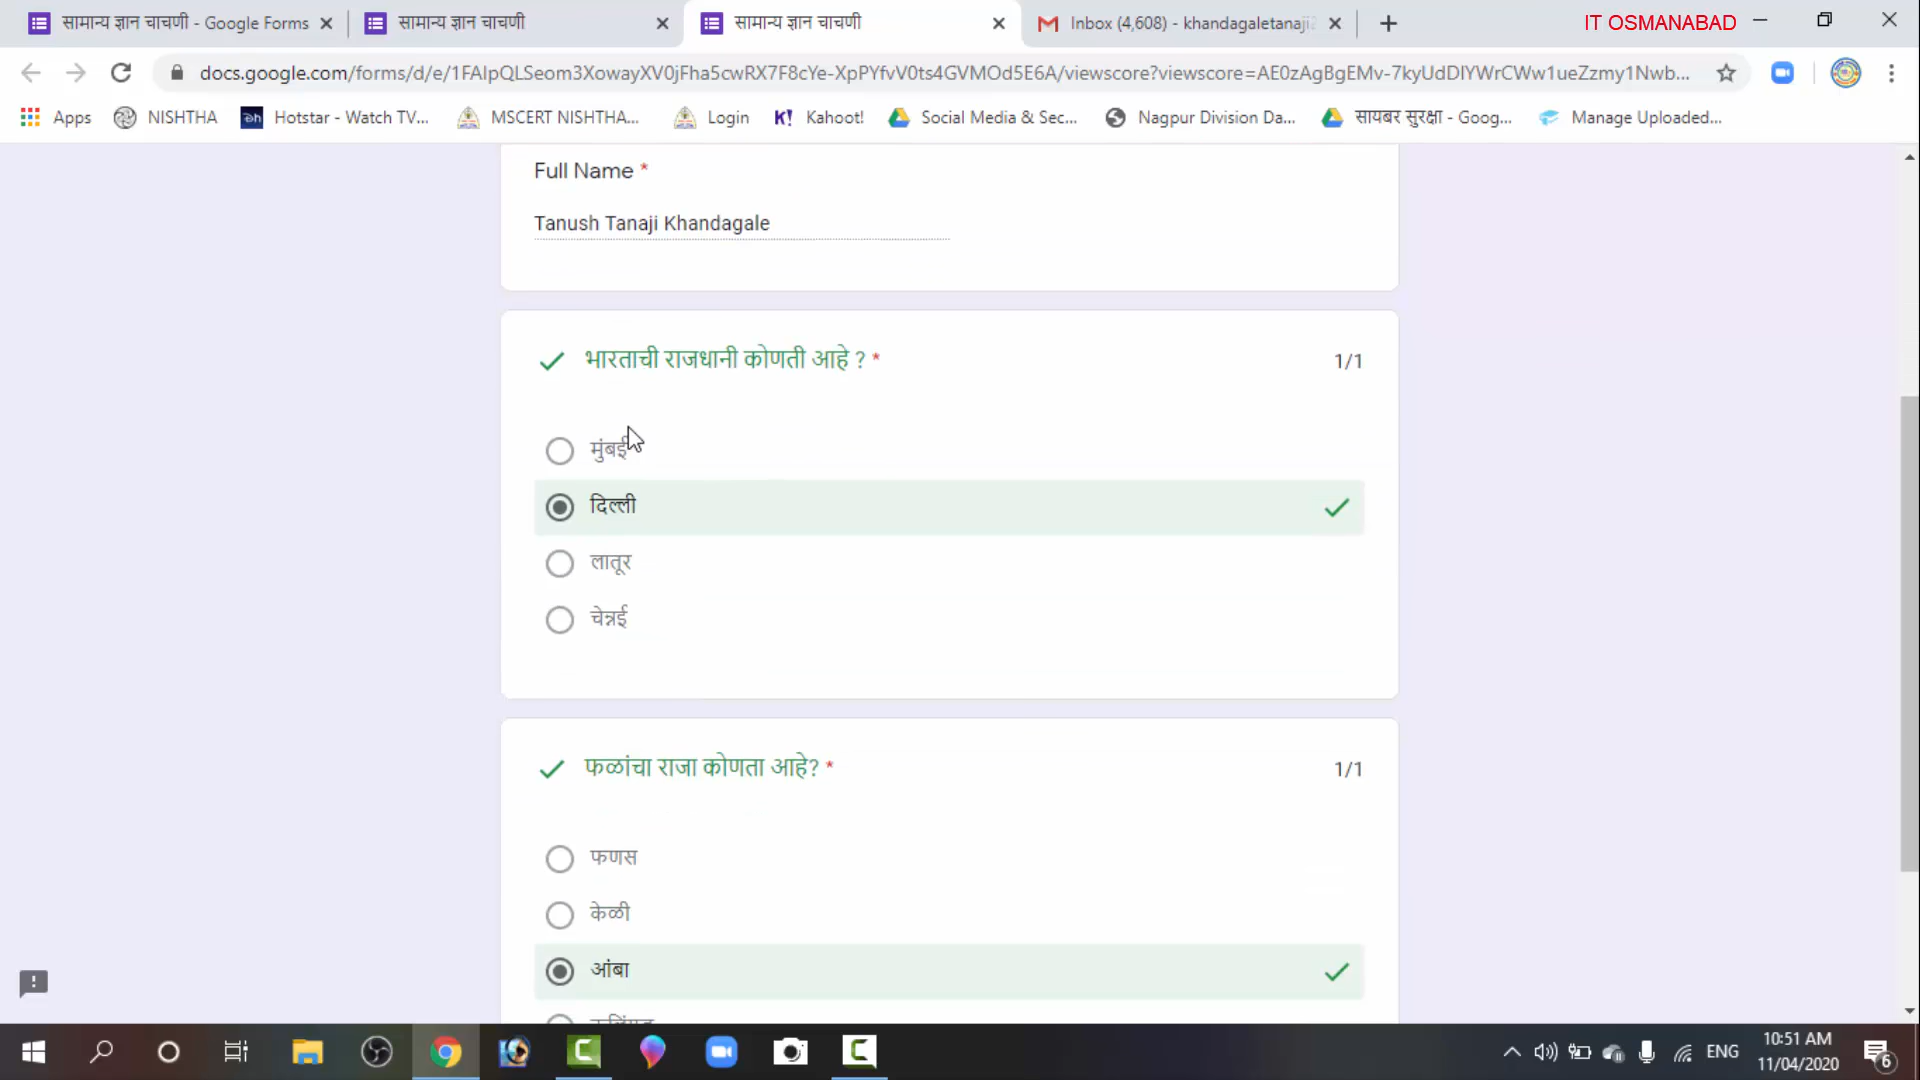 सामान्य ज्ञान चाचणी - Google Forms
सामान्य ज्ञान चाचणी
सामान्य ज्ञान चाचणी
Inbox (4,608) - khandagaletanaji
IT OSMANABAD
docs.google.com/forms/d/e/1FAIpQLSeom3XowayXV0jFha5cwRX7F8cYe-XpPYfvV0ts4GVMOd5E6A/viewscore?viewscore=AE0zAgBgEMv-7kyUdDIYWrCWw1ueZzmy1Nwb...
Apps
NISHTHA
Hotstar - Watch TV...
MSCERT NISHTHA...
Login
Kahoot!
Social Media & Sec...
Nagpur Division Da...
सायबर सुरक्षा - Goog...
Manage Uploaded...
Full Name *
Tanush Tanaji Khandagale
भारताची राजधानी कोणती आहे ? *
1/1
मुंबई
दिल्ली
लातूर
चेन्नई
फळांचा राजा कोणता आहे? *
1/1
फणस
केळी
आंबा
ENG
10:51 AM
11/04/2020
6